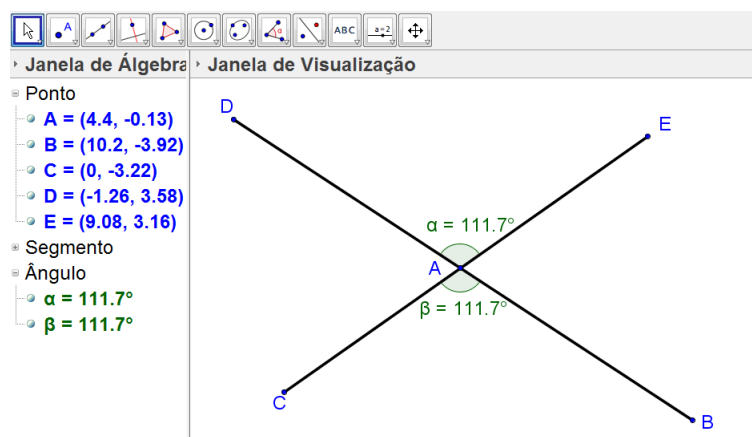 A α ABC a=2
Janela de Álgebra
Ponto
A = (4.4, -0.13)
B = (10.2, -3.92)
C = (0, -3.22)
D = (-1.26, 3.58)
E = (9.08, 3.16)
Segmento
Ângulo
α = 111.7°
β = 111.7°
Janela de Visualização
D
E
α = 111.7°
A
β = 111.7°
C
B